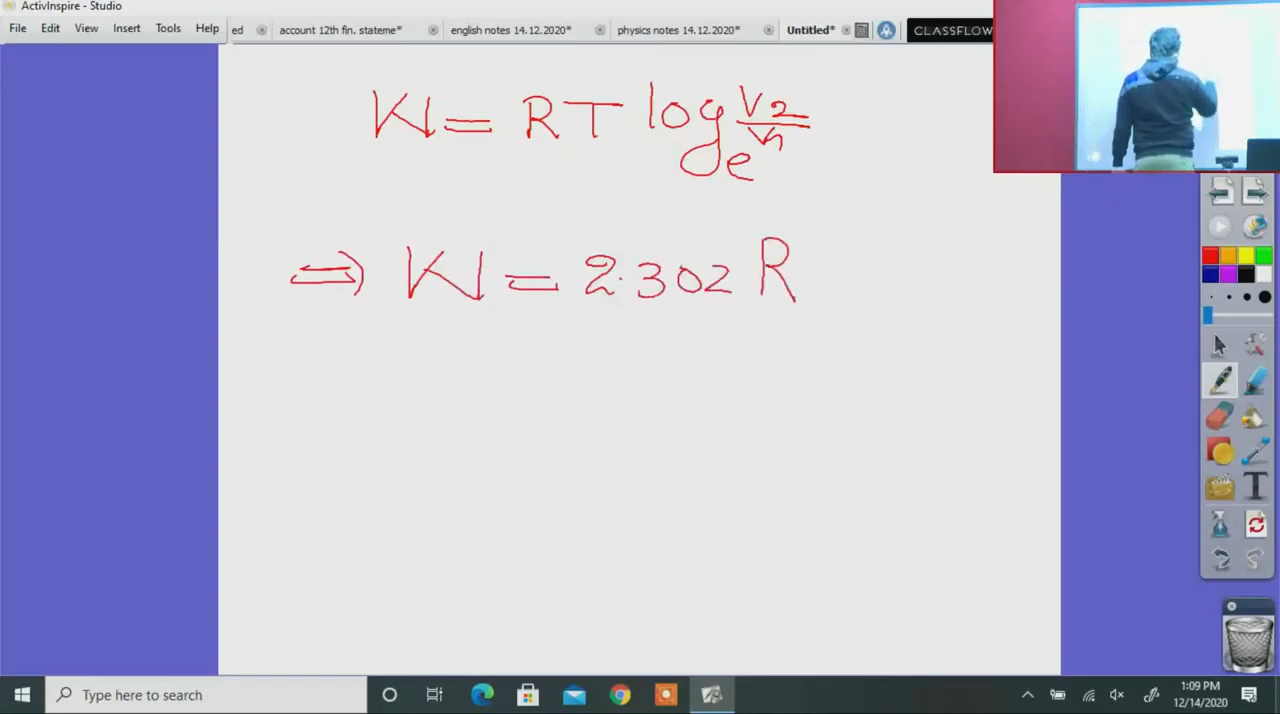 ActivInspire - Studio
File Edit View Insert Tools Help ed account 12th fin. stateme* english notes 14.12.2020* physics notes 14.12.2020* Untitled* CLASSFLOW
W = RT log e V2/V1
⇒ W = 2.302 R
T
Type here to search
1:09 PM
12/14/2020